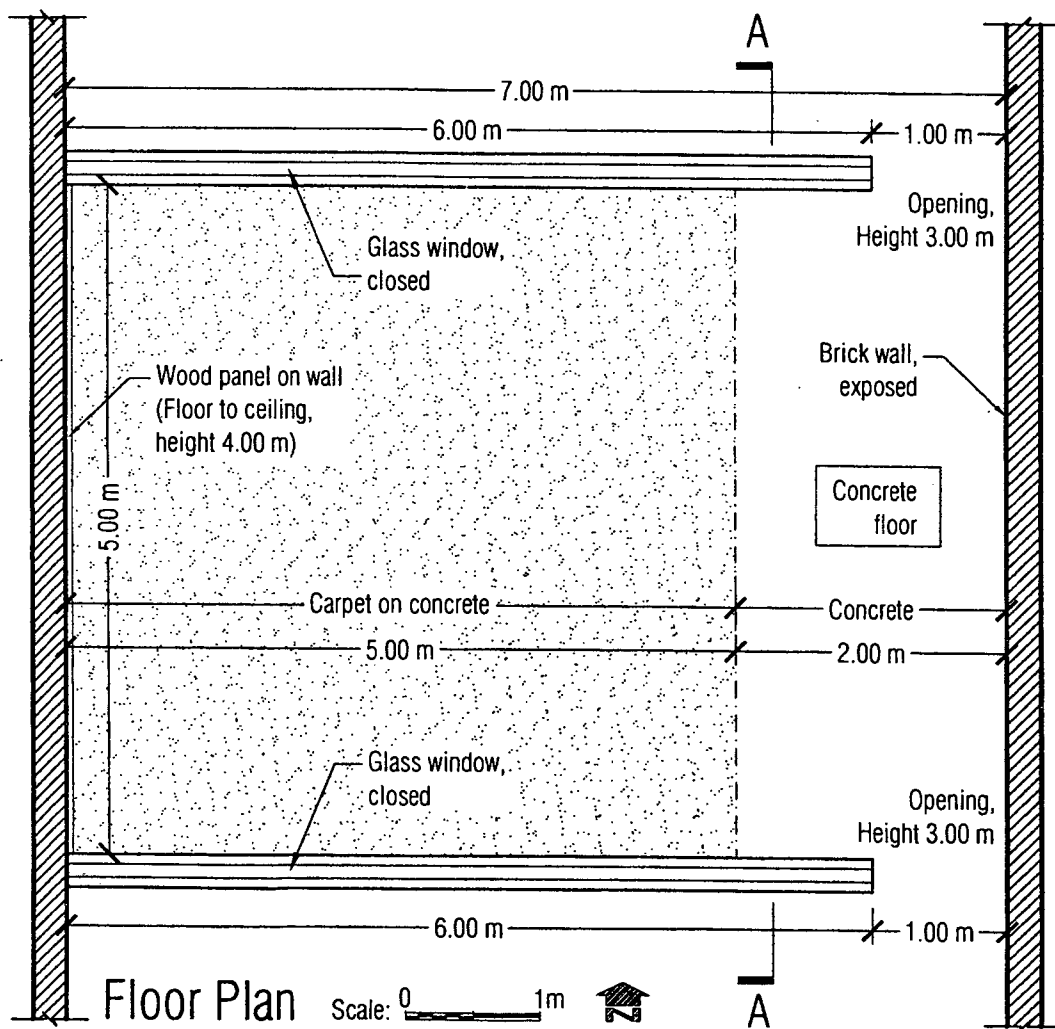 A
7.00 m
6.00 m
1.00 m
Opening,
Height 3.00 m
Glass window,
closed
Brick wall,
exposed
Wood panel on wall
(Floor to ceiling,
height 4.00 m)
5.00 m
Concrete
floor
Carpet on concrete
Concrete
5.00 m
2.00 m
Glass window,
closed
Opening,
Height 3.00 m
6.00 m
1.00 m
Floor Plan
Scale: 0 1m
N
A